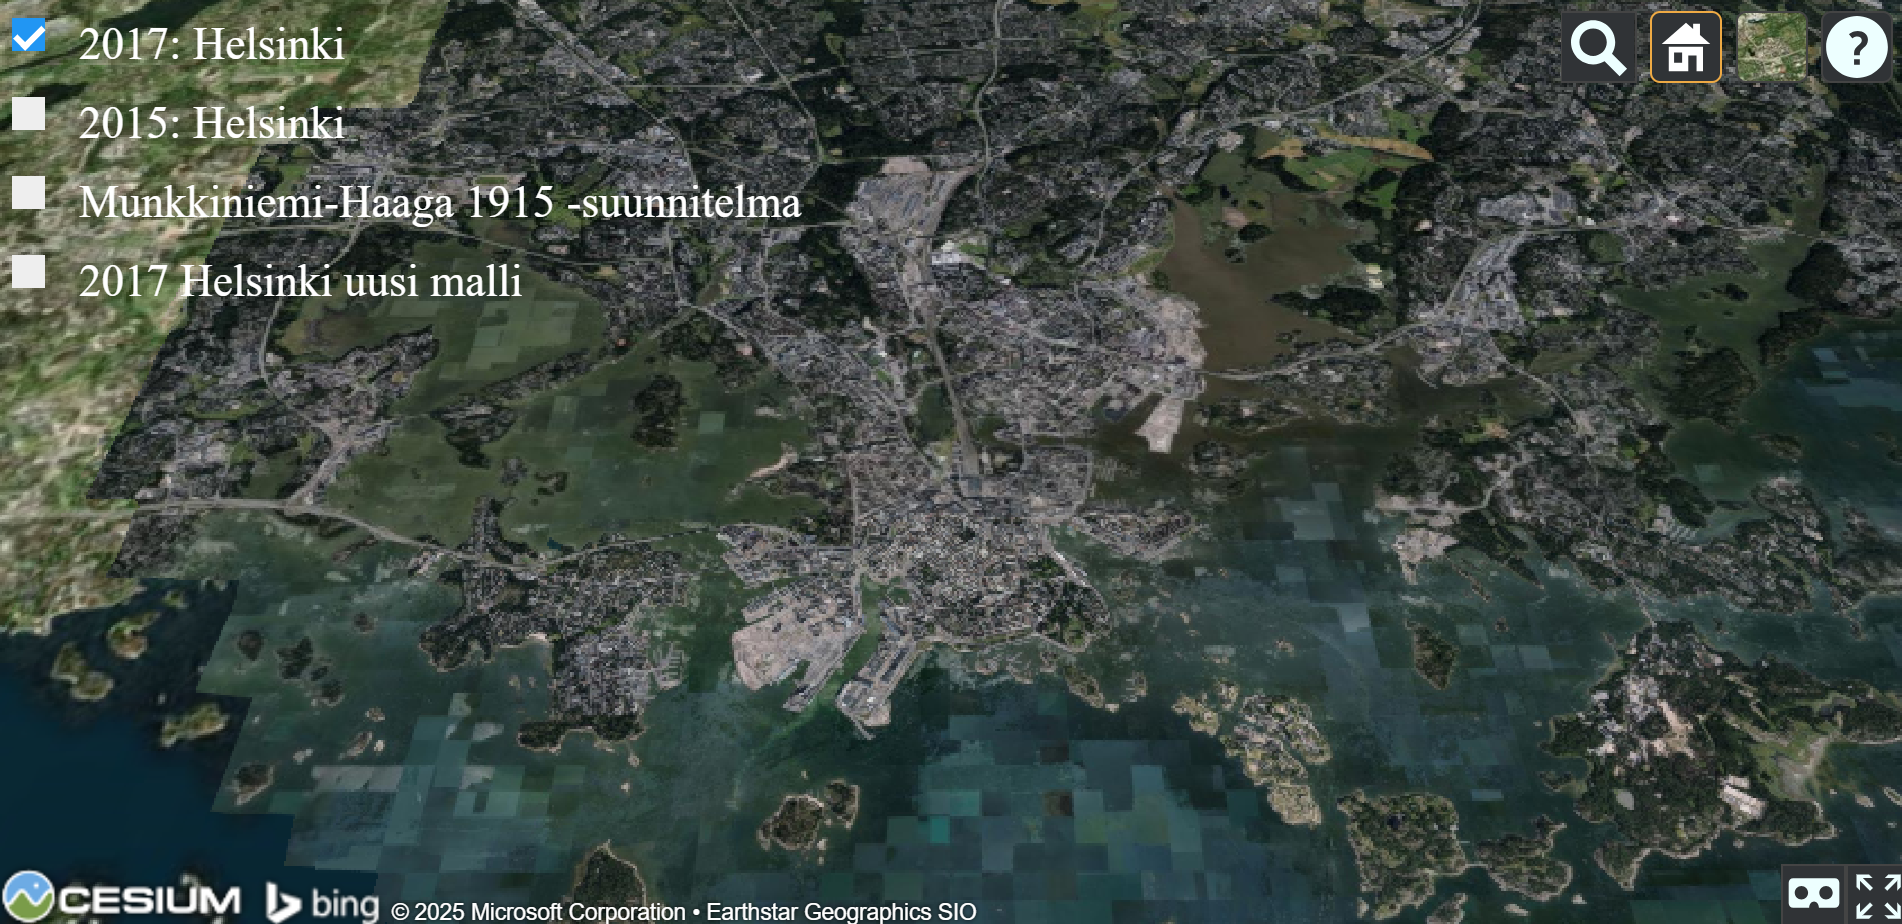 2017: Helsinki
2015: Helsinki
Munkkiniemi-Haaga 1915 -suunnitelma
2017 Helsinki uusi malli
?
CESIUM bing © 2025 Microsoft Corporation • Earthstar Geographics SIO